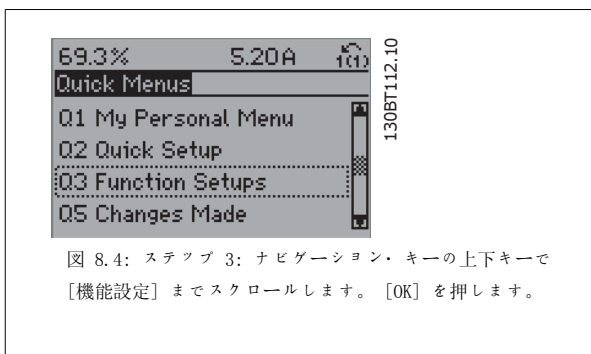 69.3% 5.20A 1(1)
Quick Menus
Q1 My Personal Menu
Q2 Quick Setup
Q3 Function Setups
Q5 Changes Made
130BT112.10
図 8.4: ステップ 3: ナビゲーション・キーの上下キーで
[機能設定] までスクロールします。 [OK] を押します。